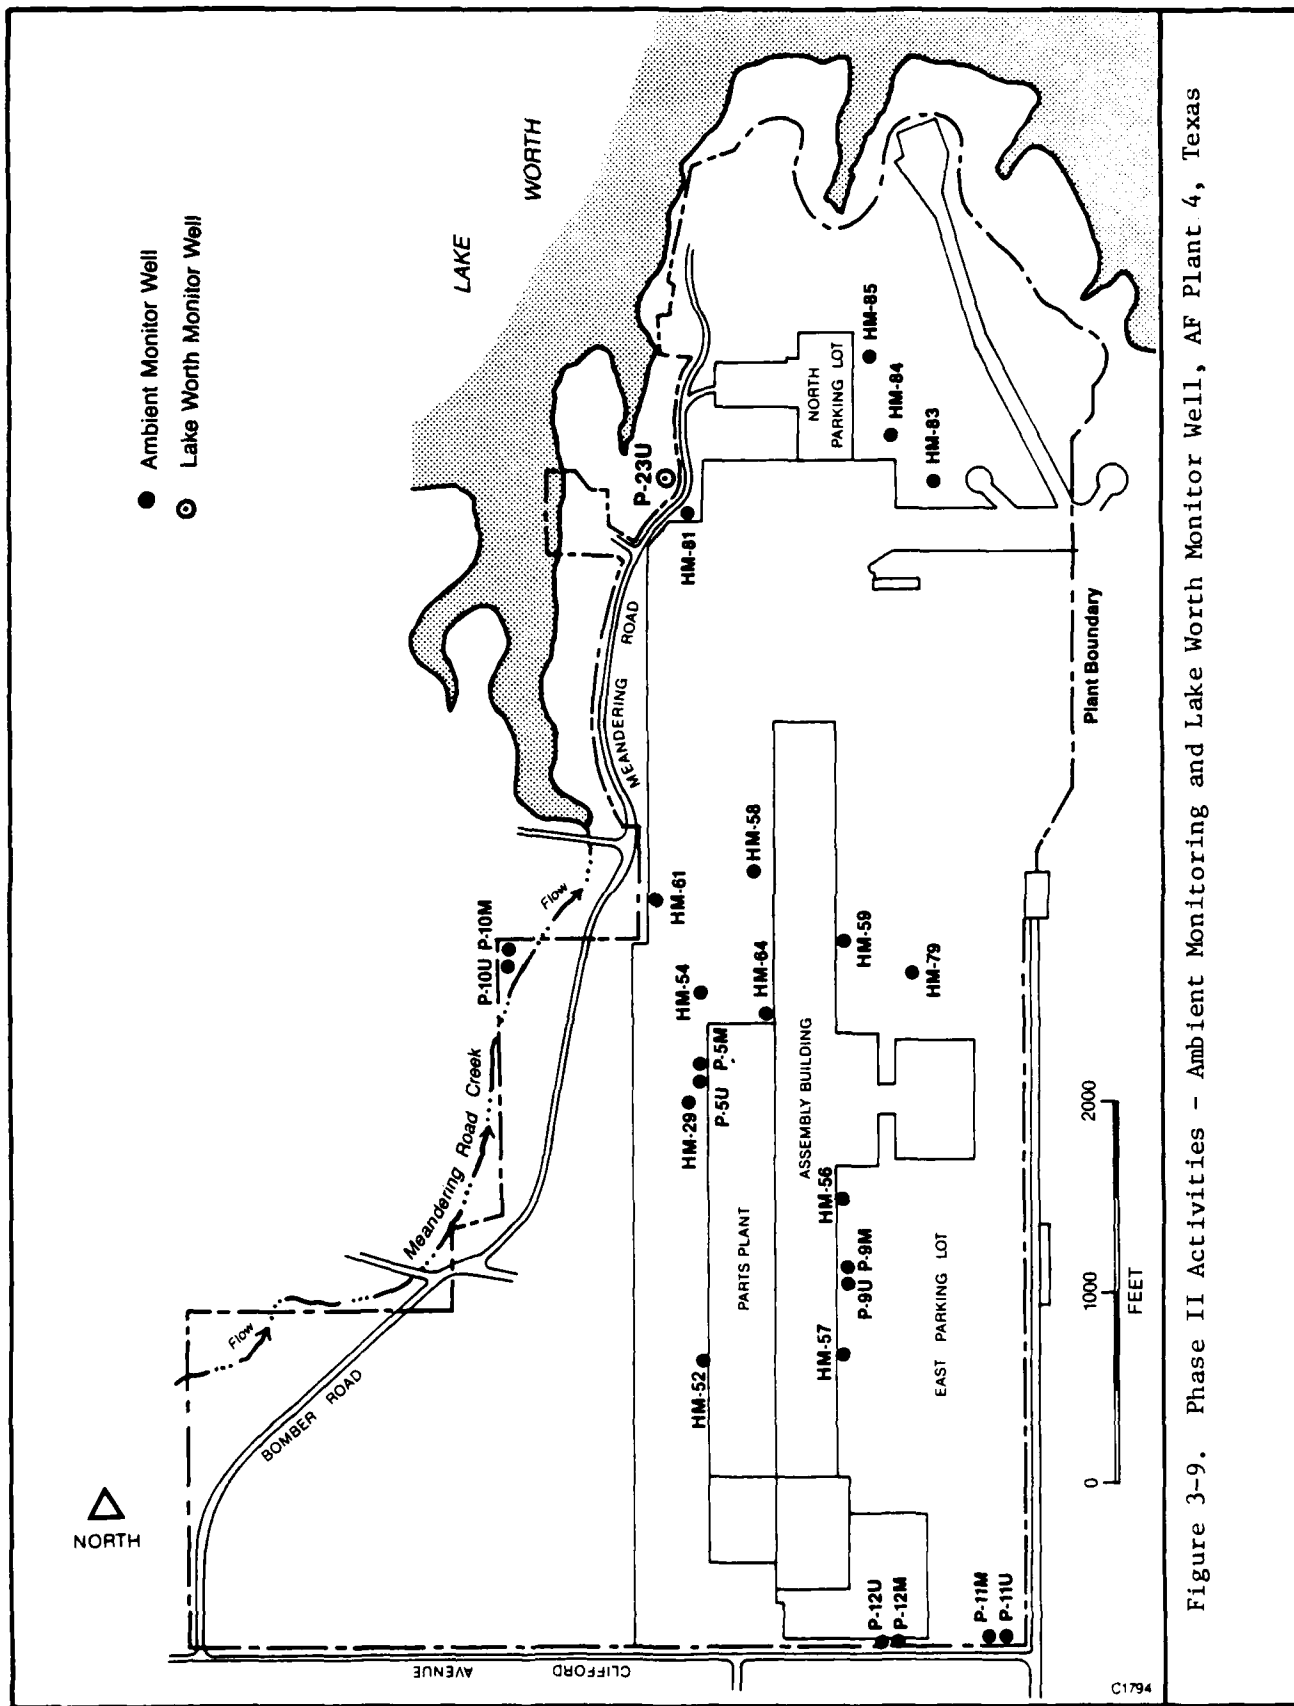 ● Ambient Monitor Well
Lake Worth Monitor Well
LAKE
WORTH
NORTH
P-23U
HM-81
HM-85
HM-84
HM-83
NORTH
PARKING LOT
MEANDERING ROAD
Plant Boundary
Flow
P-10U P-10M
HM-61
HM-58
HM-54
HM-64
HM-59
HM-79
Meandering Road Creek
P-5U P-5M
HM-29
ASSEMBLY BUILDING
PARTS PLANT
HM-56
P-9U P-9M
HM-57
HM-52
EAST PARKING LOT
Flow
BOMBER ROAD
P-12U
P-12M
P-11M
P-11U
CLIFFORD
AVENUE
0 1000 2000
FEET
C1794
Figure 3-9. Phase II Activities - Ambient Monitoring and Lake Worth Monitor Well, AF Plant 4, Texas